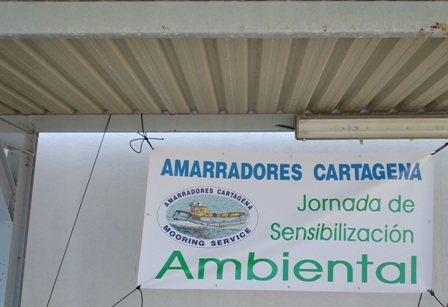 AMARRADORES CARTAGENA
AMARRADORES CARTAGENA
MOORING SERVICE
Jornada de
Sensibilización
Ambiental